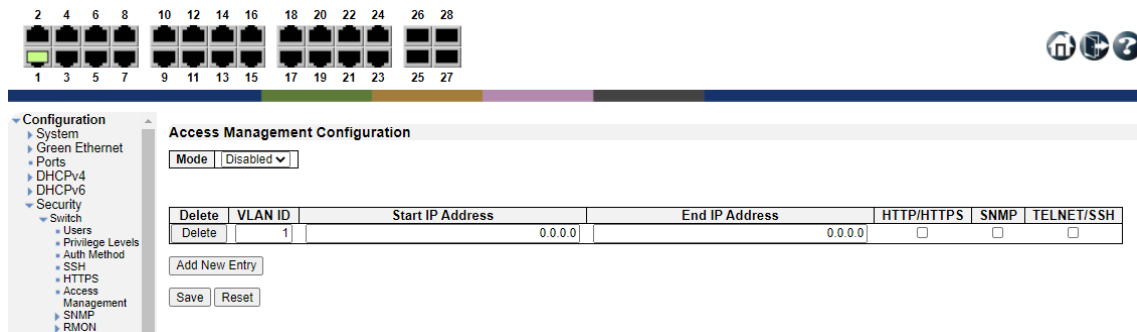 2 4 6 8 10 12 14 16 18 20 22 24 26 28
1 3 5 7 9 11 13 15 17 19 21 23 25 27
?
Configuration
System
Green Ethernet
Ports
DHCPv4
DHCPv6
Security
Switch
Users
Privilege Levels
Auth Method
SSH
HTTPS
Access
Management
SNMP
RMON
Access Management Configuration
Mode Disabled
Delete VLAN ID Start IP Address End IP Address HTTP/HTTPS SNMP TELNET/SSH
Delete 1 0.0.0.0 0.0.0.0
Add New Entry
Save Reset